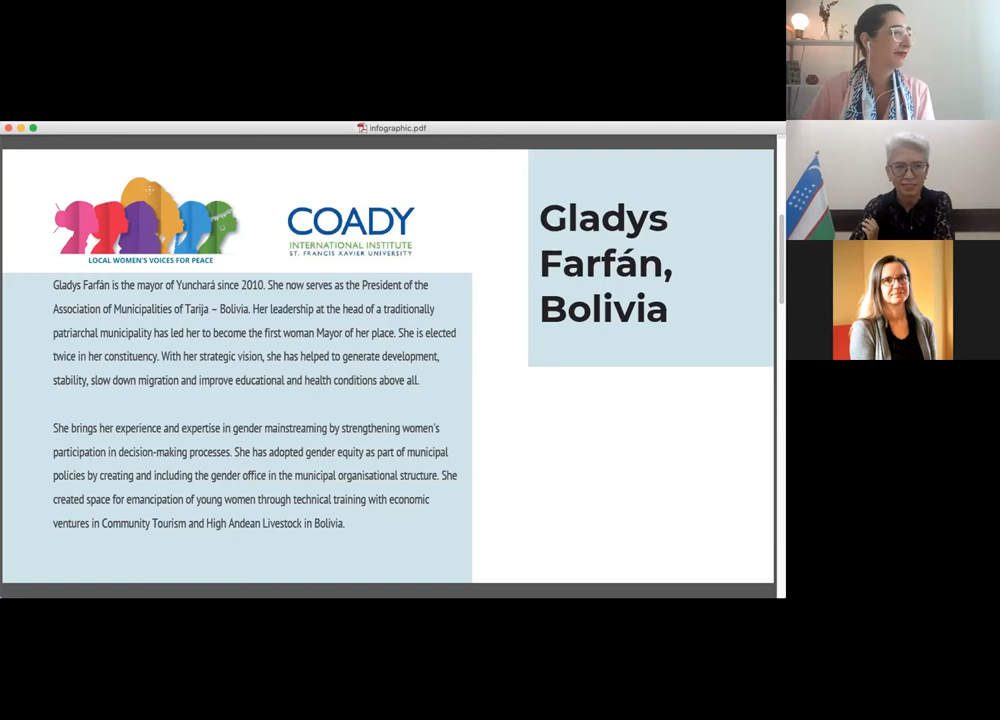 infographic.pdf
LOCAL WOMEN'S VOICES FOR PEACE
COADY
INTERNATIONAL INSTITUTE
ST. FRANCIS XAVIER UNIVERSITY
Gladys
Farfán,
Bolivia
Gladys Farfán is the mayor of Yunchará since 2010. She now serves as the President of the
Association of Municipalities of Tarija – Bolivia. Her leadership at the head of a traditionally
patriarchal municipality has led her to become the first woman Mayor of her place. She is elected
twice in her constituency. With her strategic vision, she has helped to generate development,
stability, slow down migration and improve educational and health conditions above all.
She brings her experience and expertise in gender mainstreaming by strengthening women's
participation in decision-making processes. She has adopted gender equity as part of municipal
policies by creating and including the gender office in the municipal organisational structure. She
created space for emancipation of young women through technical training with economic
ventures in Community Tourism and High Andean Livestock in Bolivia.